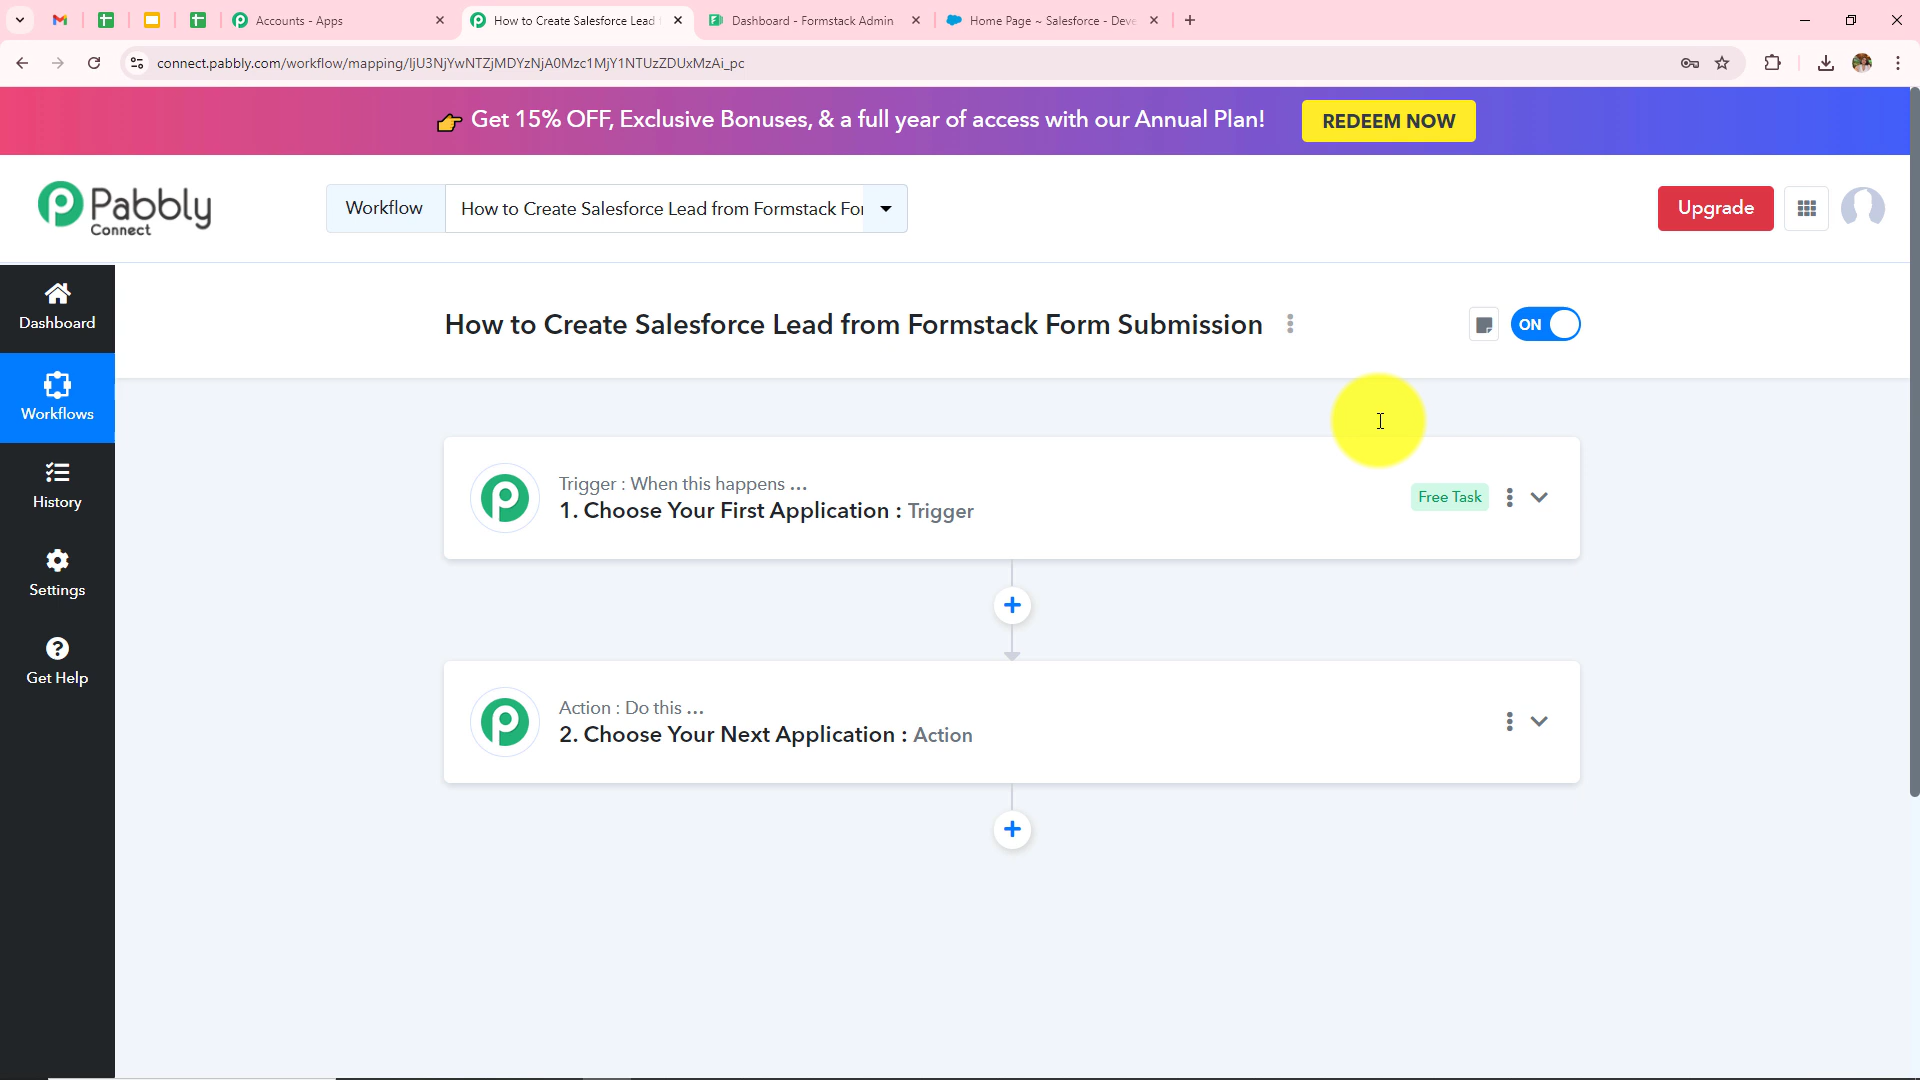 Accounts - Apps
How to Create Salesforce Lead
Dashboard - Formstack Admin
Home Page ~ Salesforce - Deve
connect.pabbly.com/workflow/mapping/IjU3NjYwNTZjMDYzNjA0Mzc1MjY1NTUzZDUxMzAi_pc
Get 15% OFF, Exclusive Bonuses, & a full year of access with our Annual Plan!
REDEEM NOW
Pabbly
Connect
Workflow
How to Create Salesforce Lead from Formstack For
Upgrade
Dashboard
Workflows
History
Settings
Get Help
How to Create Salesforce Lead from Formstack Form Submission
ON
Trigger : When this happens ...
1. Choose Your First Application : Trigger
Free Task
Action : Do this ...
2. Choose Your Next Application : Action